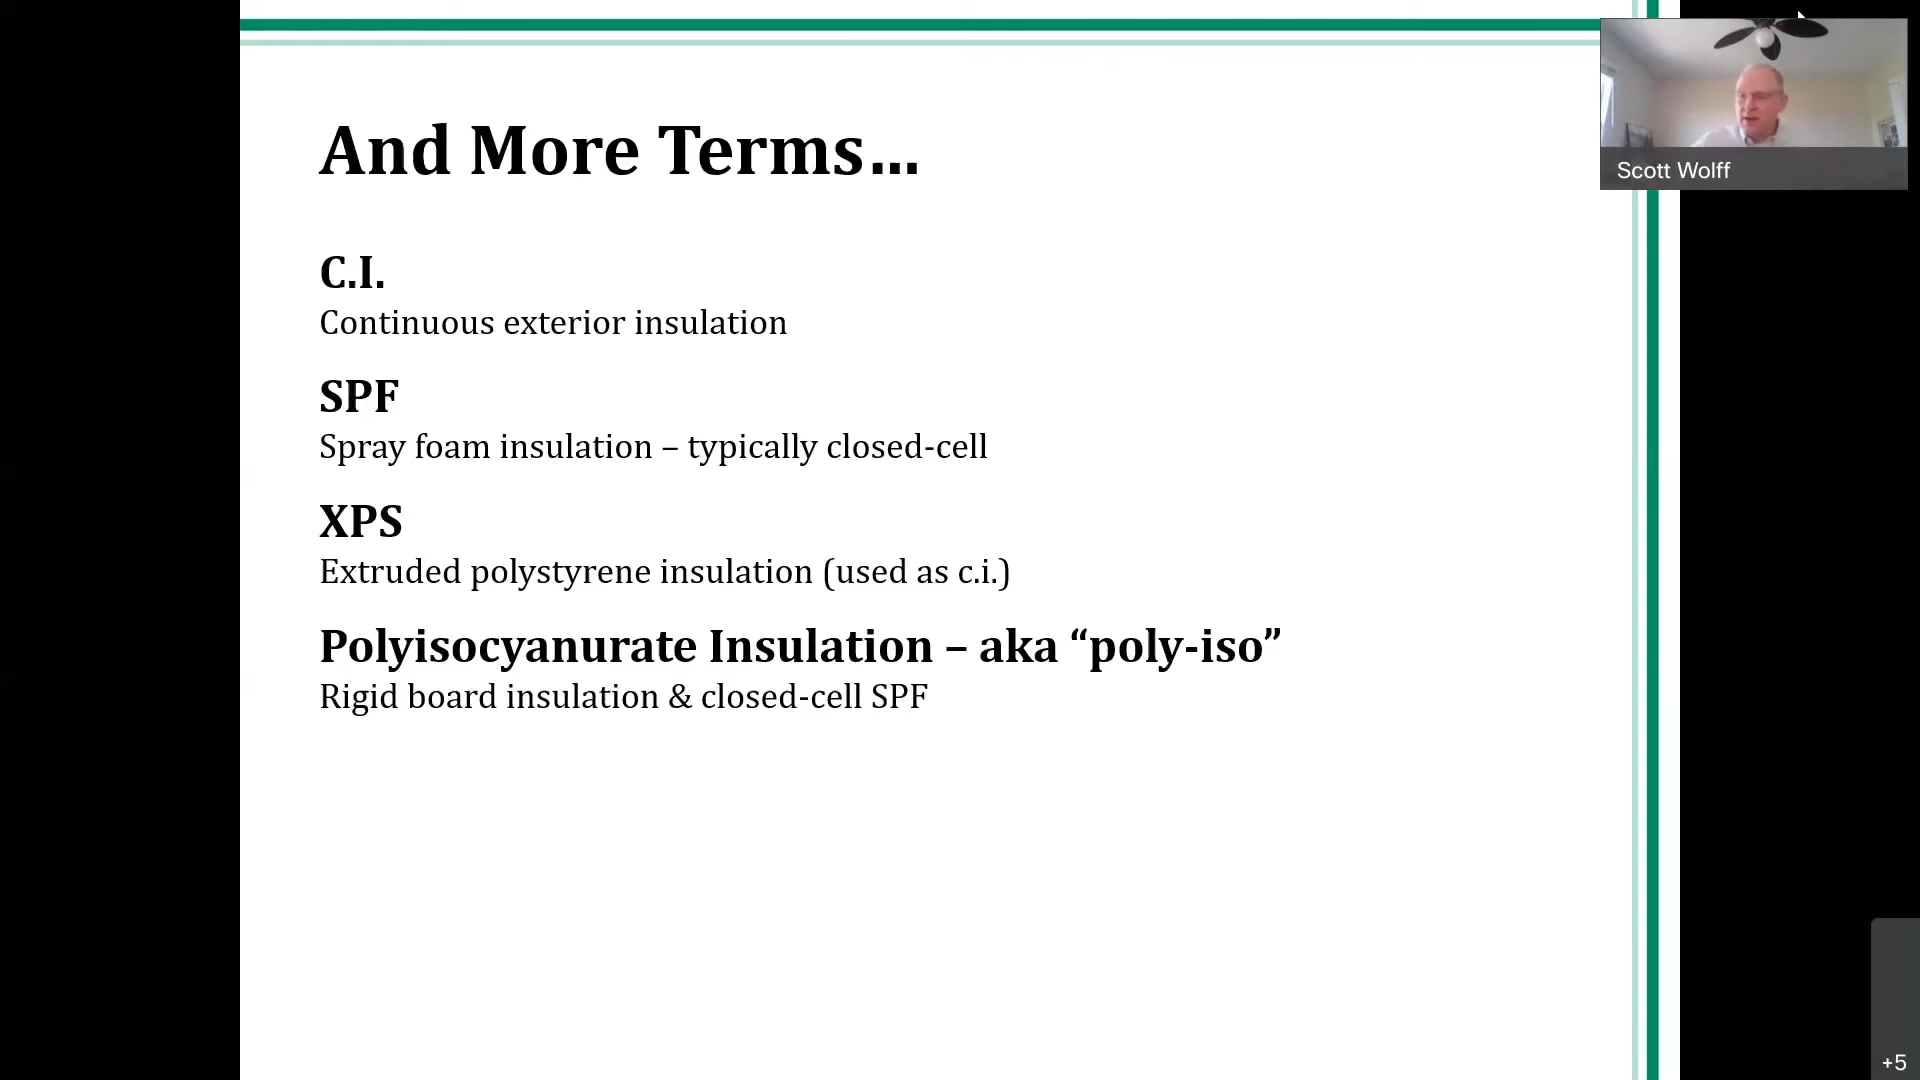 And More Terms…
C.I.
Continuous exterior insulation
SPF
Spray foam insulation – typically closed-cell
XPS
Extruded polystyrene insulation (used as c.i.)
Polyisocyanurate Insulation – aka “poly-iso”
Rigid board insulation & closed-cell SPF
Scott Wolff
+5